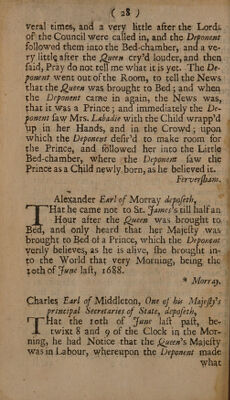 ( 28 )
veral times, and a very little after the Lords
of the Council were called in, and the Deponent
followed them into the Bed-chamber, and a ve-
ry little after the Queen cry'd louder, and then
said, Pray do not tell me what it is yet. The De-
ponent went out of the Room, to tell the News
that the Queen was brought to Bed; and when
the Deponent came in again, the News was,
that it was a Prince; and immediately the De-
ponent saw Mrs. Labadie with the Child wrapp'd
up in her Hands, and in the Crowd; upon
which the Deponent desir'd to make room for
the Prince, and followed her into the Little
Bed-chamber, where the Deponent saw the
Prince as a Child newly born, as he believes it.
Feversham.
Alexander Earl of Morray deposeth,
THat he came not to St. James's till half an
Hour after the Queen was brought to
Bed, and only heard that her Majesty was
brought to Bed of a Prince, which the Deponent
verily believes, as he is alive, she brought in-
to the World that very Morning, being the
10th of June last, 1688.
* Morray.
Charles Earl of Middleton, One of his Majesty's
principal Secretaries of State, deposeth,
THat the 10th of June last past, be-
twixt 8 and 9 of the Clock in the Mor-
ning, he had Notice that the Queen's Majesty
was in Labour, whereupon the Deponent made
what